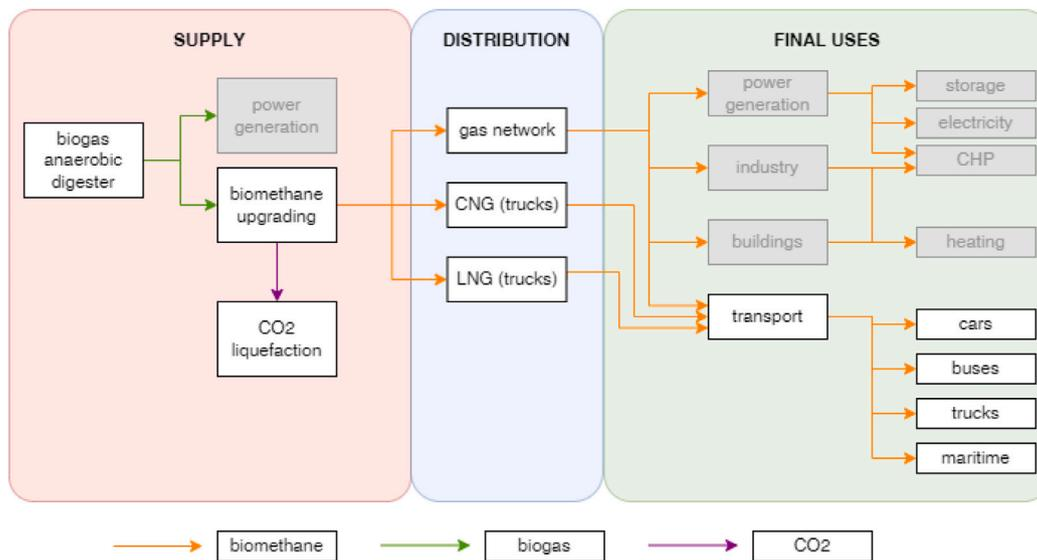 SUPPLY
DISTRIBUTION
FINAL USES
biogas
anaerobic
digester
power
generation
biomethane
upgrading
CO2
liquefaction
gas network
CNG (trucks)
LNG (trucks)
power
generation
industry
buildings
transport
storage
electricity
CHP
heating
cars
buses
trucks
maritime
biomethane
biogas
CO2